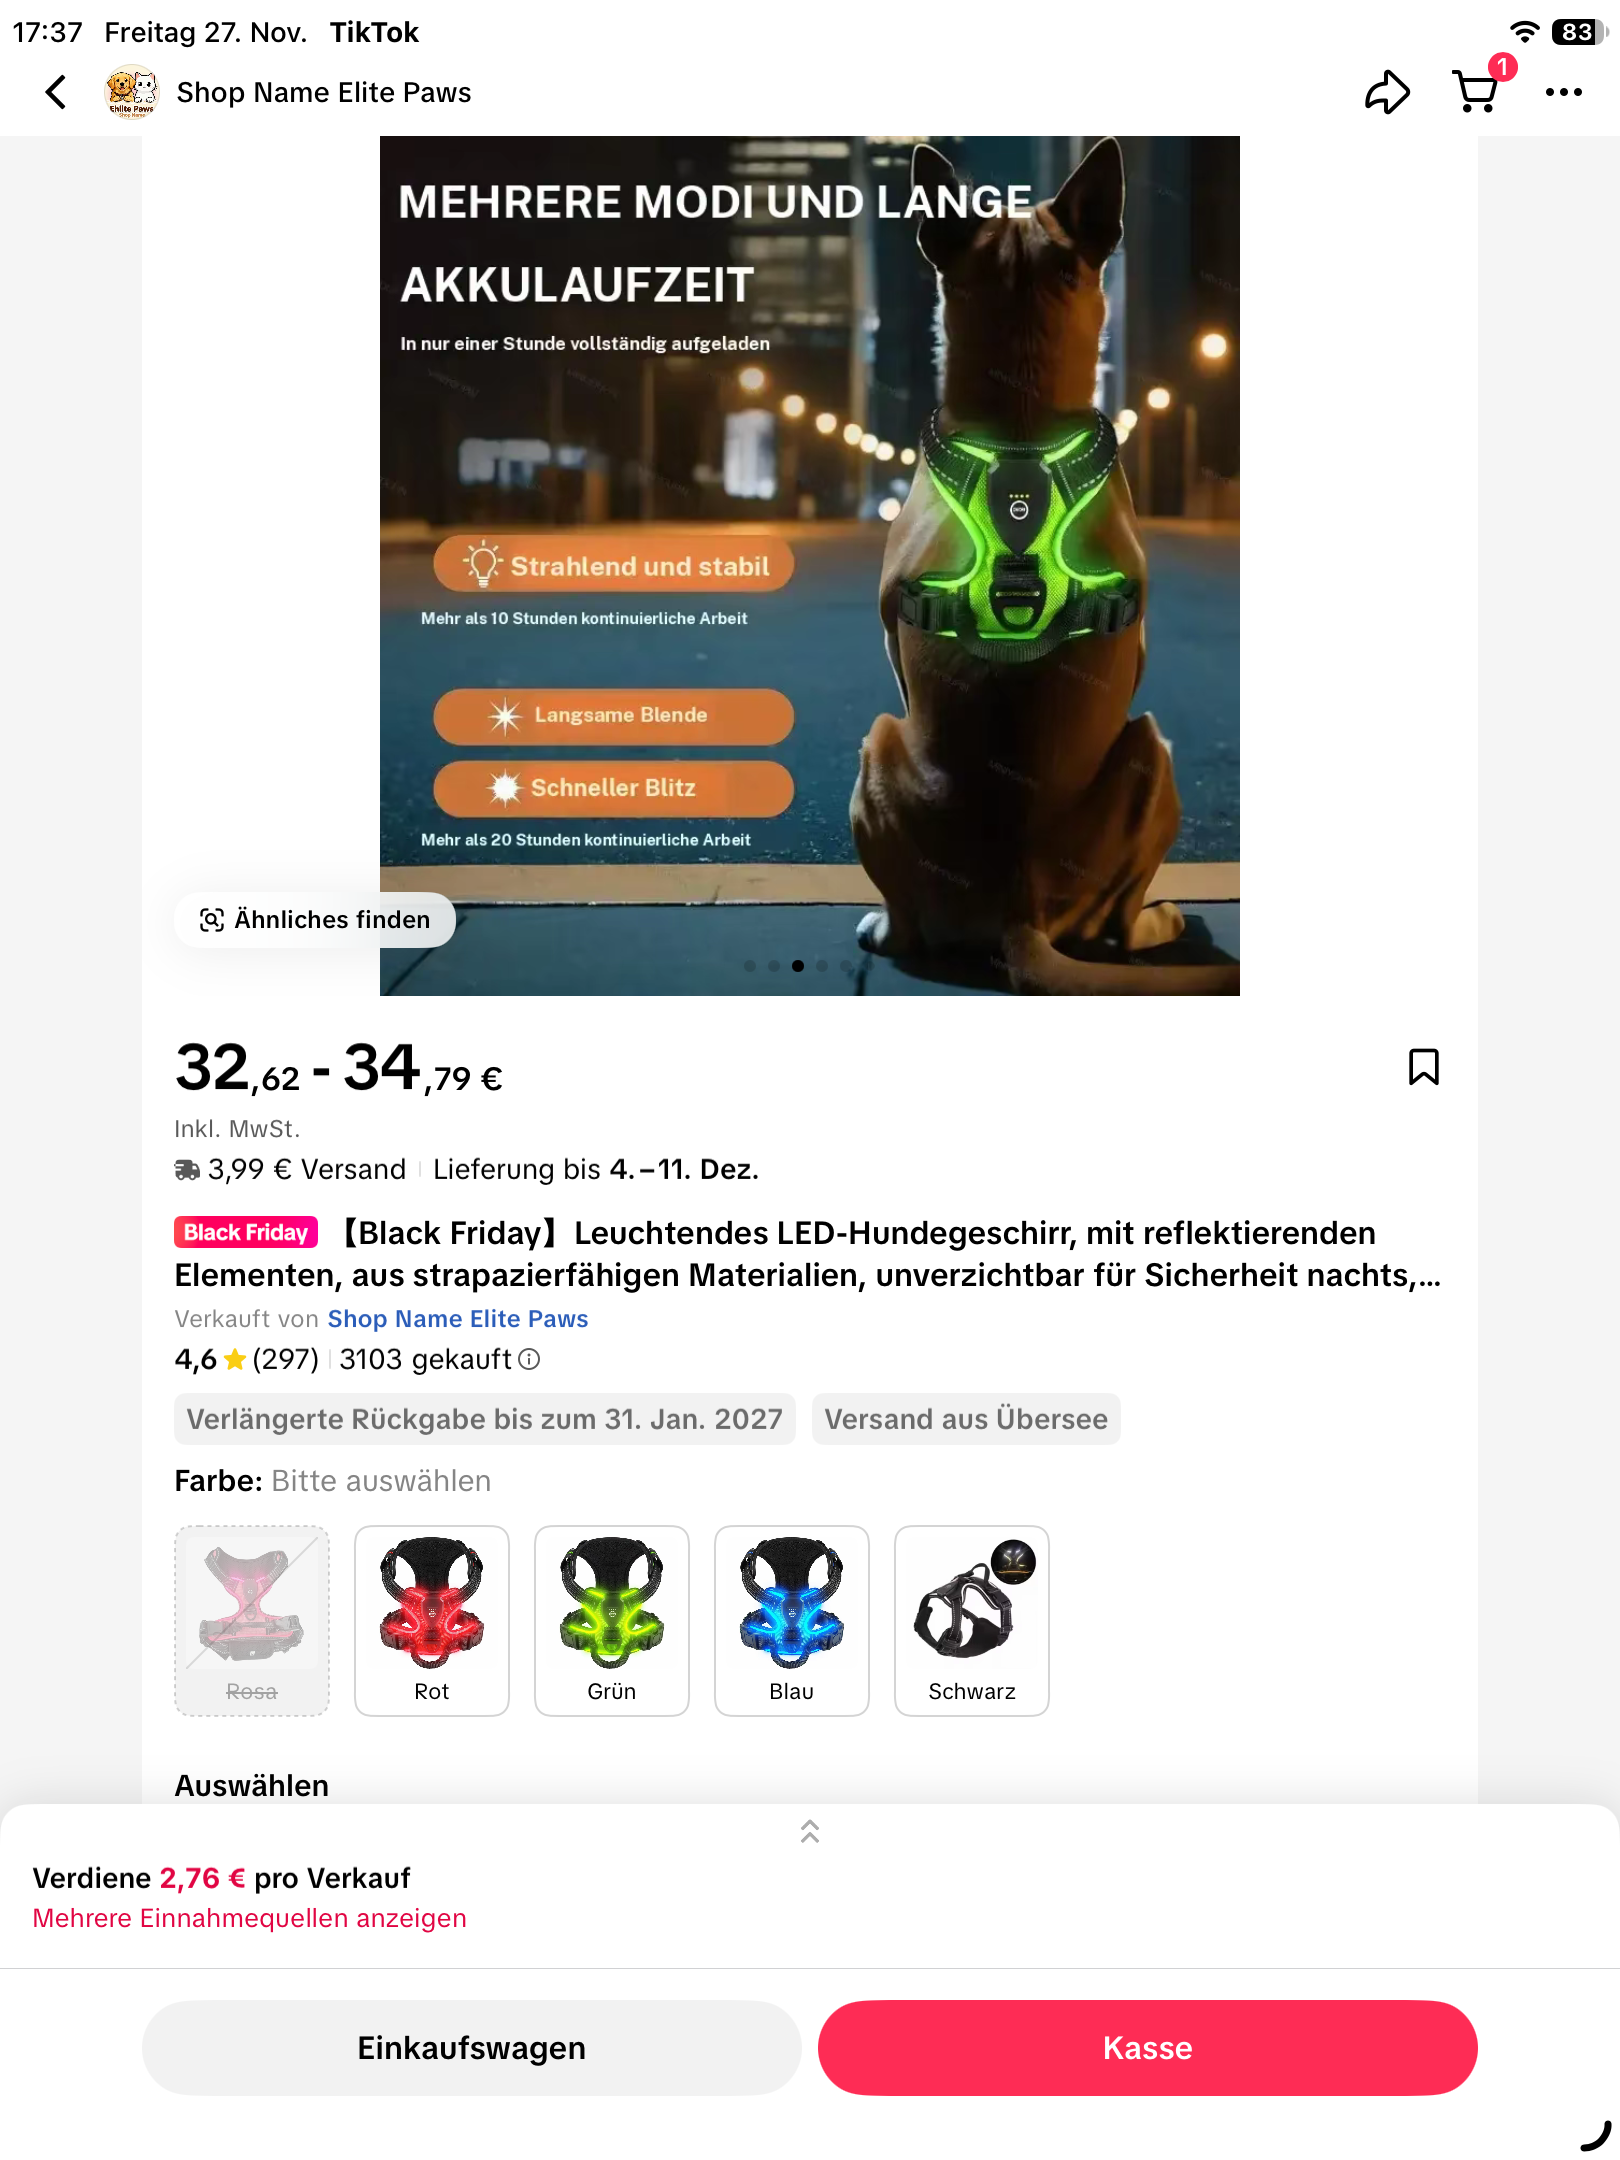 17:37 Freitag 27. Nov. TikTok
83
Shop Name Elite Paws
1
MEHRERE MODI UND LANGE
AKKULAUFZEIT
In nur einer Stunde vollständig aufgeladen
Strahlend und stabil
Mehr als 10 Stunden kontinuierliche Arbeit
Langsame Blende
Schneller Blitz
Mehr als 20 Stunden kontinuierliche Arbeit
Ähnliches finden
32,62 - 34,79 €
Inkl. MwSt.
3,99 € Versand Lieferung bis 4.–11. Dez.
Black Friday 【Black Friday】Leuchtendes LED-Hundegeschirr, mit reflektierenden
Elementen, aus strapazierfähigen Materialien, unverzichtbar für Sicherheit nachts,...
Verkauft von Shop Name Elite Paws
4,6 (297) 3103 gekauft
Verlängerte Rückgabe bis zum 31. Jan. 2027 Versand aus Übersee
Farbe: Bitte auswählen
Rosa Rot Grün Blau Schwarz
Auswählen
Verdiene 2,76 € pro Verkauf
Mehrere Einnahmequellen anzeigen
Einkaufswagen Kasse